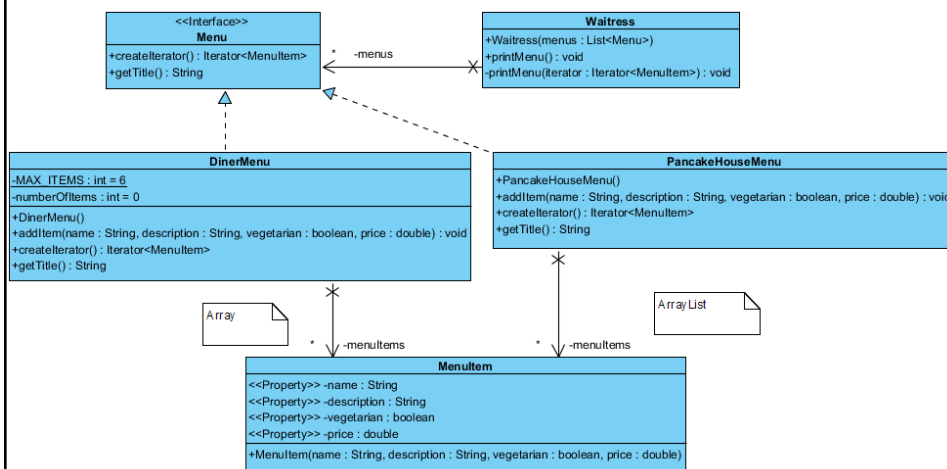 <<Interface>>
Menu
+createIterator() : Iterator<MenuItem>
+getTitle() : String
* -menus
Waitress
+Waitress(menus : List<Menu>)
+printMenu() : void
-printMenu(iterator : Iterator<MenuItem>) : void
DinerMenu
-MAX_ITEMS : int = 6
-numberOfItems : int = 0
+DinerMenu()
+addItem(name : String, description : String, vegetarian : boolean, price : double) : void
+createIterator() : Iterator<MenuItem>
+getTitle() : String
PancakeHouseMenu
+PancakeHouseMenu()
+addItem(name : String, description : String, vegetarian : boolean, price : double) : void
+createIterator() : Iterator<MenuItem>
+getTitle() : String
Array
* -menuItems
ArrayList
* -menuItems
MenuItem
<<Property>> -name : String
<<Property>> -description : String
<<Property>> -vegetarian : boolean
<<Property>> -price : double
+MenuItem(name : String, description : String, vegetarian : boolean, price : double)